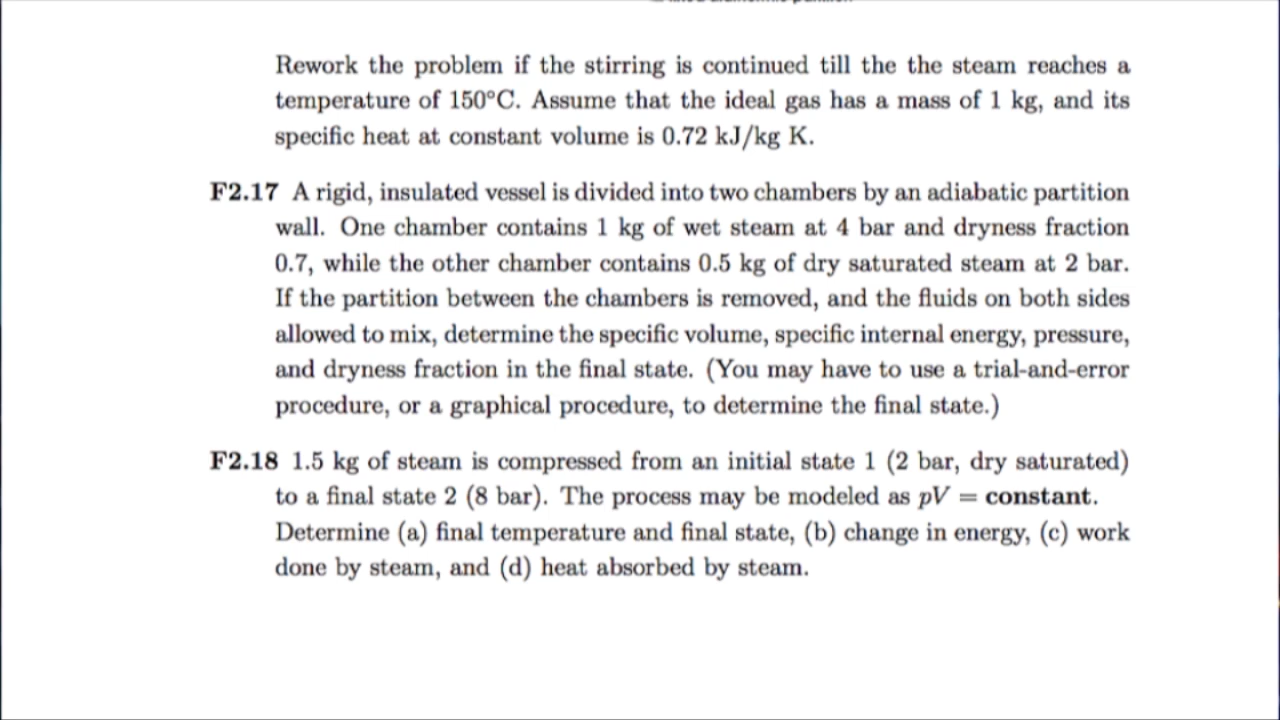 Rework the problem if the stirring is continued till the the steam reaches a
temperature of 150°C. Assume that the ideal gas has a mass of 1 kg, and its
specific heat at constant volume is 0.72 kJ/kg K.
F2.17 A rigid, insulated vessel is divided into two chambers by an adiabatic partition
wall. One chamber contains 1 kg of wet steam at 4 bar and dryness fraction
0.7, while the other chamber contains 0.5 kg of dry saturated steam at 2 bar.
If the partition between the chambers is removed, and the fluids on both sides
allowed to mix, determine the specific volume, specific internal energy, pressure,
and dryness fraction in the final state. (You may have to use a trial-and-error
procedure, or a graphical procedure, to determine the final state.)
F2.18 1.5 kg of steam is compressed from an initial state 1 (2 bar, dry saturated)
to a final state 2 (8 bar). The process may be modeled as pV = constant.
Determine (a) final temperature and final state, (b) change in energy, (c) work
done by steam, and (d) heat absorbed by steam.